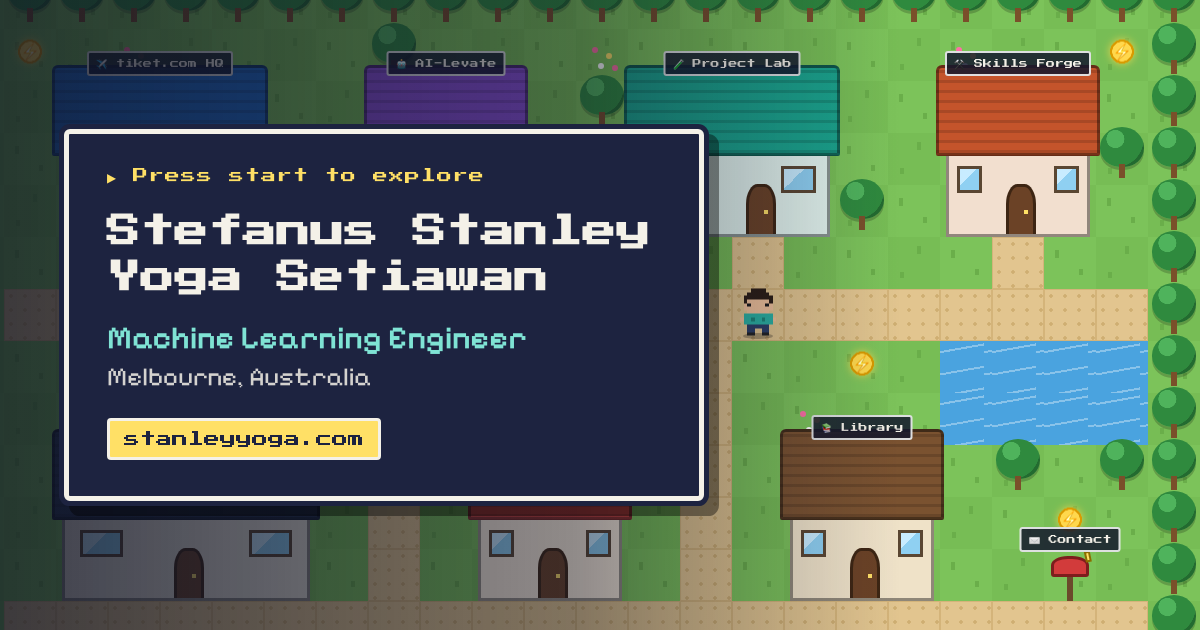 tiket.com HQ
AI-Levate
Project Lab
Skills Forge
Press start to explore
Stefanus Stanley
Yoga Setiawan
Machine Learning Engineer
Melbourne, Australia
stanleyyoga.com
Library
Contact